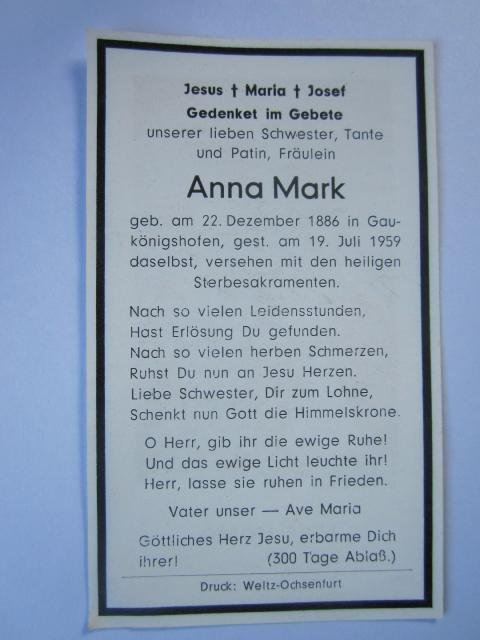 Jesus † Maria † Josef
Gedenket im Gebete
unserer lieben Schwester, Tante
und Patin, Fräulein
Anna Mark
geb. am 22. Dezember 1886 in Gau-
königshofen, gest. am 19. Juli 1959
daselbst, versehen mit den heiligen
Sterbesakramenten.
Nach so vielen Leidensstunden,
Hast Erlösung Du gefunden.
Nach so vielen herben Schmerzen,
Ruhst Du nun an Jesu Herzen.
Liebe Schwester, Dir zum Lohne,
Schenkt nun Gott die Himmelskrone.
O Herr, gib ihr die ewige Ruhe!
Und das ewige Licht leuchte ihr!
Herr, lasse sie ruhen in Frieden.
Vater unser — Ave Maria
Göttliches Herz Jesu, erbarme Dich
ihrer! (300 Tage Ablaß.)
Druck: Weltz-Ochsenfurt